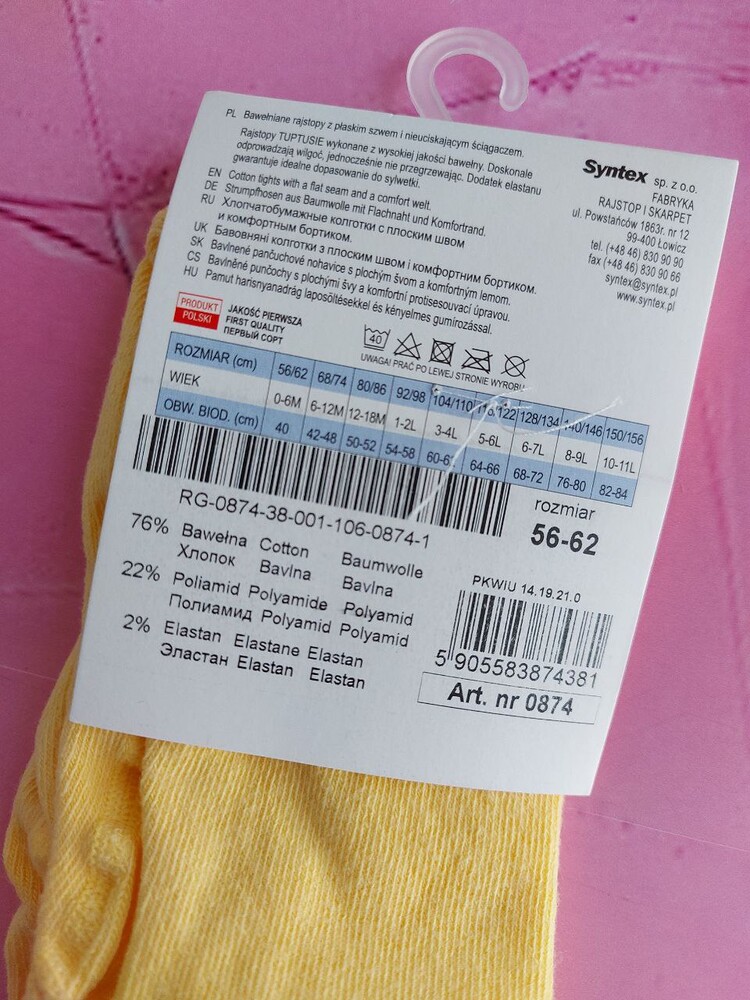 PL Bawełniane rajstopy z płaskim szwem i nieuciskającym ściągaczem.
Rajstopy TUPTUSIE wykonane z wysokiej jakości bawełny. Doskonale
odprowadzają wilgoć, jednocześnie nie przegrzewając. Dodatek elastanu
gwarantuje idealne dopasowanie do sylwetki.
EN Cotton tights with a flat seam and a comfort welt.
DE Strumpfhosen aus Baumwolle mit Flachnaht und Komfortrand.
RU Хлопчатобумажные колготки с плоским швом
и комфортным бортиком.
UK Бавовняні колготки з плоским швом і комфортним бортиком.
SK Bavlnené pančuchové nohavice s plochým švom a komfortným lemom.
CS Bavlněné punčochy s plochými švy a komfortní protisesouvací úpravou.
HU Pamut harisnyanadrág laposöltésekkel és kényelmes gumírozással.
Syntex sp. z o.o.
FABRYKA
RAJSTOP I SKARPET
ul. Powstańców 1863r. nr 12
99-400 Łowicz
tel. (+48 46) 830 90 90
fax (+48 46) 830 90 66
syntex@syntex.pl
www.syntex.pl
PRODUKT
POLSKI
JAKOŚĆ PIERWSZA
FIRST QUALITY
ПЕРВЫЙ СОРТ
40
UWAGA! PRAĆ PO LEWEJ STRONIE WYROBU
ROZMIAR (cm) 56/62 68/74 80/86 92/98 104/110 116/122 128/134 140/146 150/156
WIEK 0-6M 6-12M 12-18M 1-2L 3-4L 5-6L 6-7L 8-9L 10-11L
OBW. BIOD. (cm) 40 42-48 50-52 54-58 60-62 64-66 68-72 76-80 82-84
RG-0874-38-001-106-0874-1
rozmiar
56-62
76% Bawełna Cotton Baumwolle
Хлопок Bavlna Bavlna
22% Poliamid Polyamide Polyamid
Полиамид Polyamid Polyamid
2% Elastan Elastane Elastan
Эластан Elastan Elastan
PKWIU 14.19.21.0
5 905583874381
Art. nr 0874